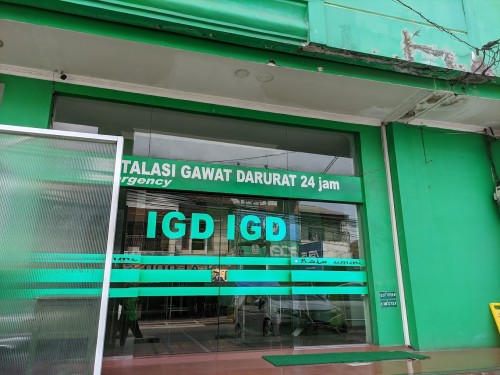 TALASI GAWAT DARURAT 24 jam
rgency
IGD IGD